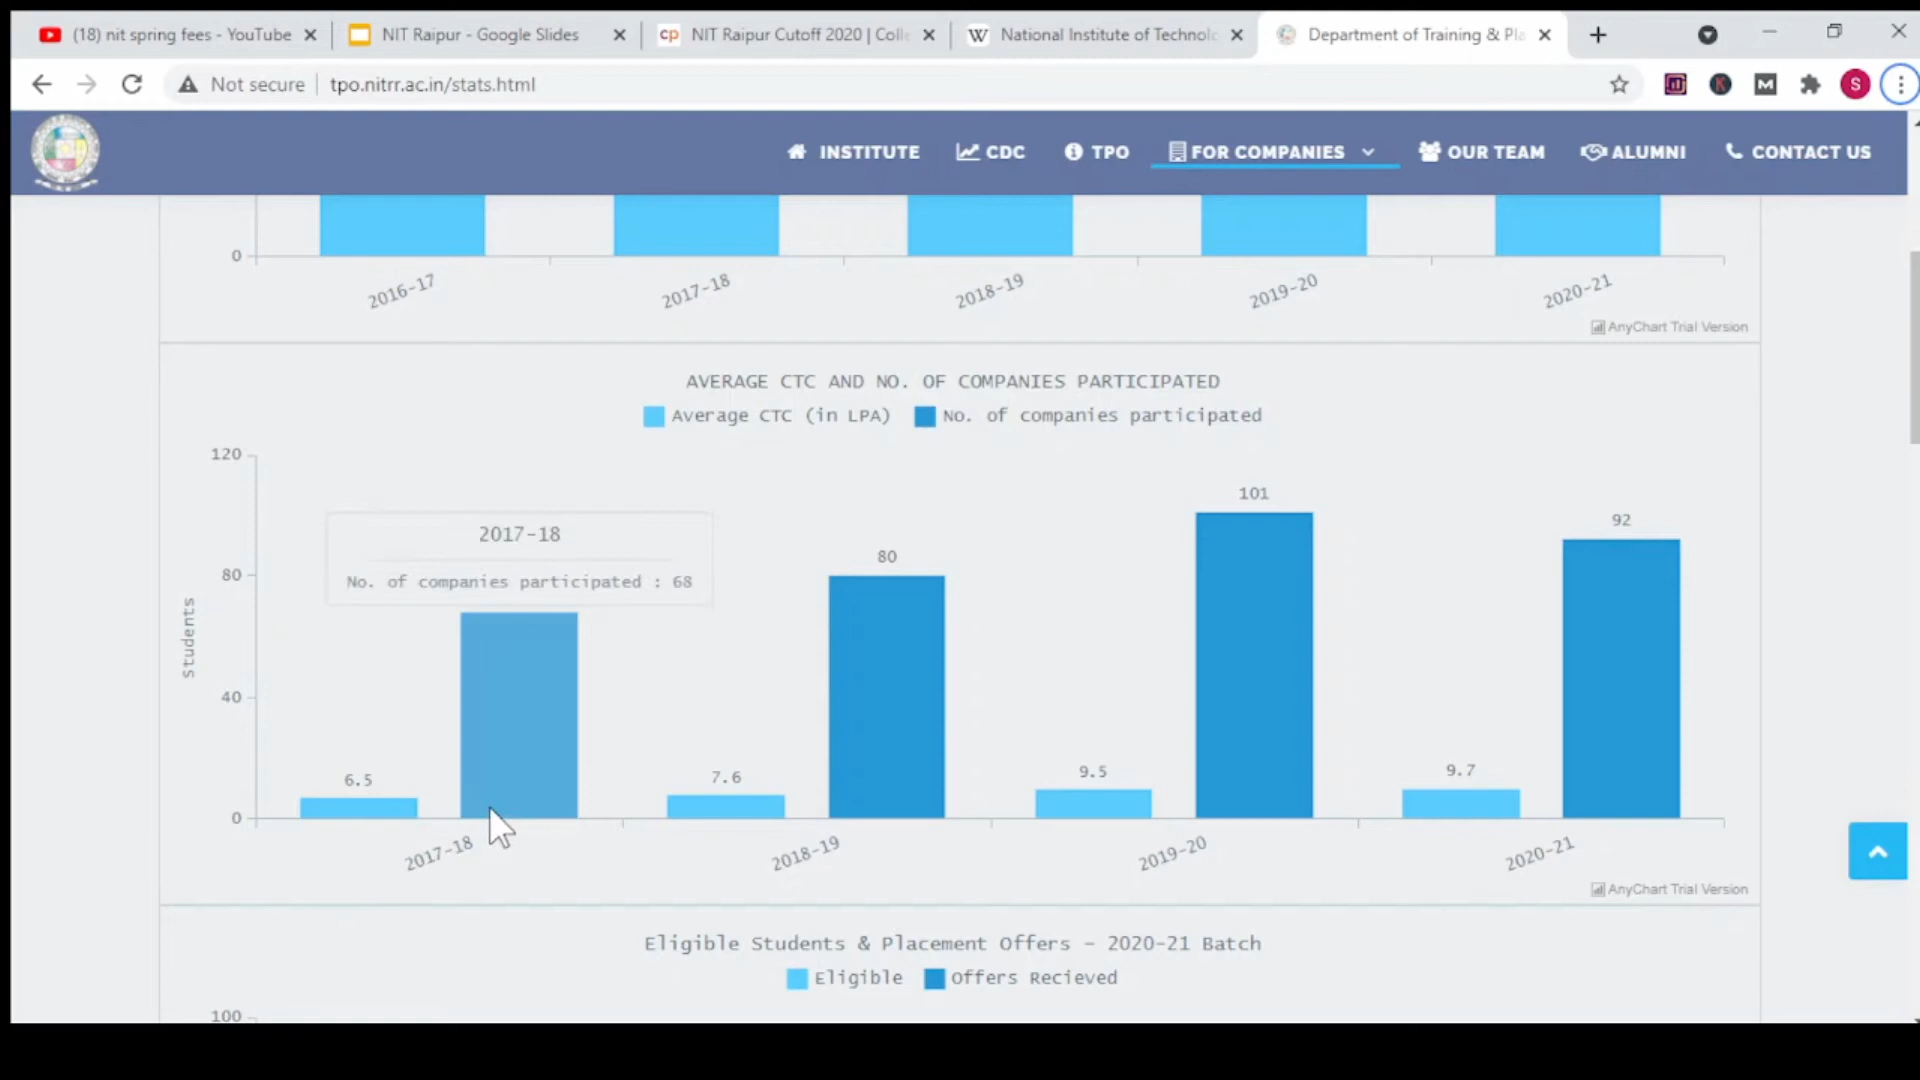 (18) nit spring fees - YouTube
NIT Raipur - Google Slides
NIT Raipur Cutoff 2020 | Colle
National Institute of Technolo
Department of Training & Pla
Not secure
tpo.nitrr.ac.in/stats.html
S
INSTITUTE
CDC
TPO
FOR COMPANIES
OUR TEAM
ALUMNI
CONTACT US
0
2016-17
2017-18
2018-19
2019-20
2020-21
AnyChart Trial Version
AVERAGE CTC AND NO. OF COMPANIES PARTICIPATED
Average CTC (in LPA)
No. of companies participated
120
80
40
0
Students
2017-18
No. of companies participated : 68
6.5
7.6
80
9.5
101
9.7
92
2017-18
2018-19
2019-20
2020-21
AnyChart Trial Version
Eligible Students & Placement Offers - 2020-21 Batch
Eligible
Offers Recieved
100